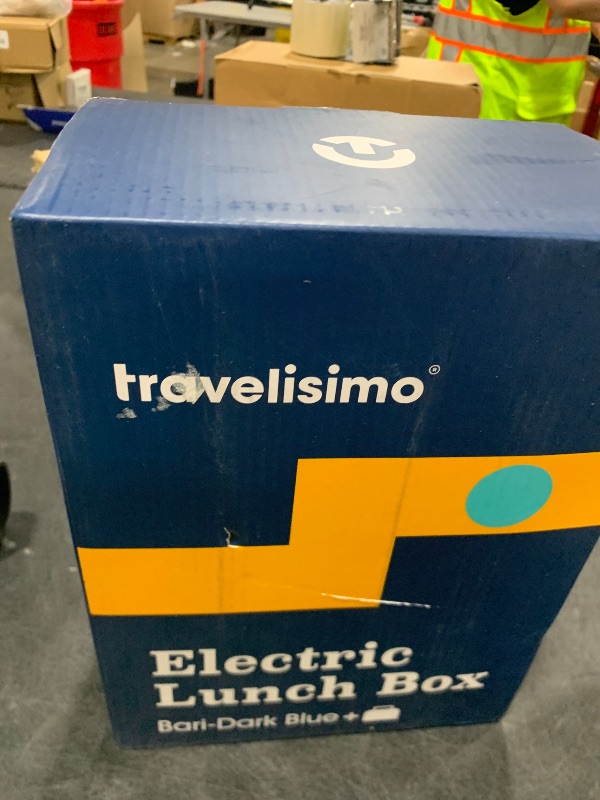 travelisimo®
Electric
Lunch Box
Bari-Dark Blue +